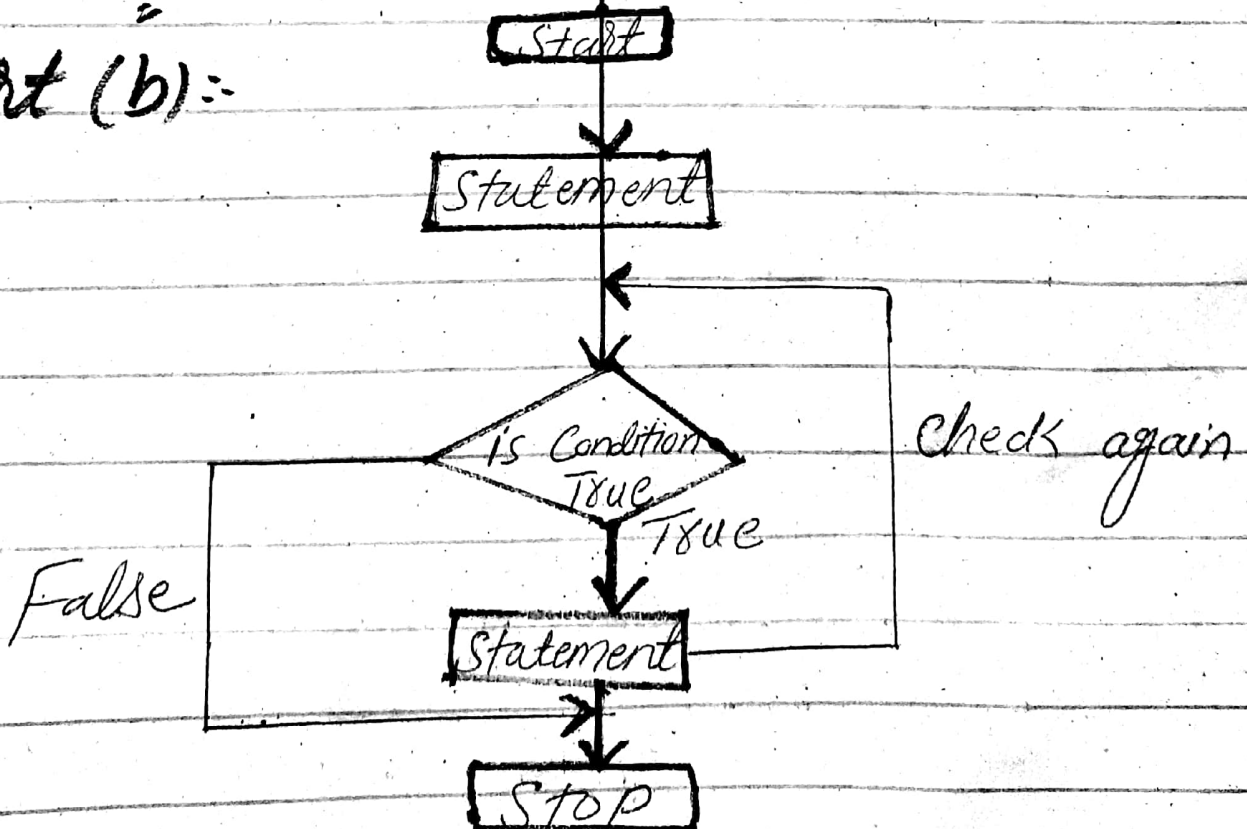 Start
rt (b):-
Statement
is Condition
True
Check again
True
False
Statement
Stop